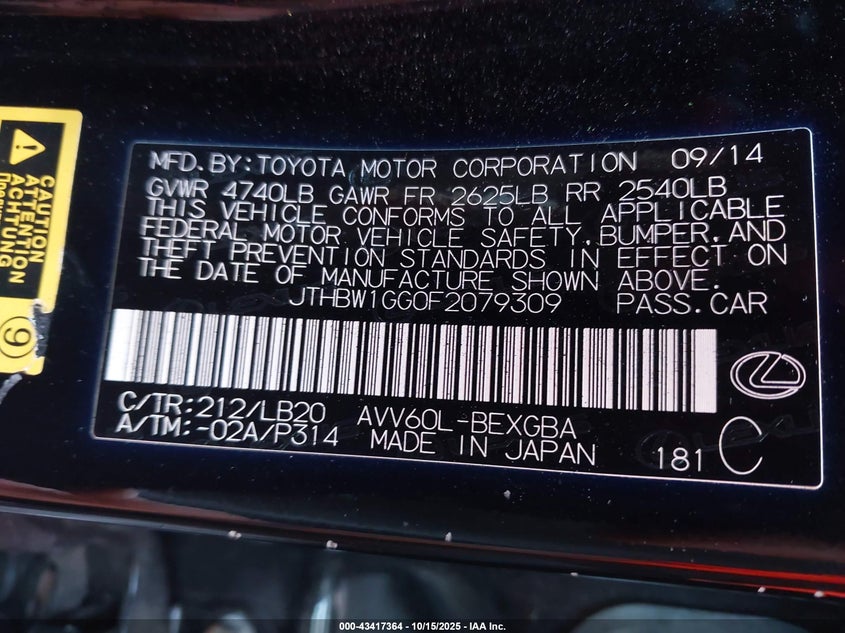 MFD.BY:TOYOTA MOTOR CORPORATION 09/14
GVWR 4740LB GAWR FR 2625LB RR 2540LB
THIS VEHICLE CONFORMS TO ALL APPLICABLE
FEDERAL MOTOR VEHICLE SAFETY,BUMPER,AND
THEFT PREVENTION STANDARDS IN EFFECT ON
THE DATE OF MANUFACTURE SHOWN ABOVE.
JTHBW1GG0F2079309 PASS.CAR
C/TR:212/LB20 AVV60L-BEXGBA
A/TM:-02A/P314 MADE IN JAPAN 181 C
CAUTION
ATTENTION
ACHTUNG
9
000-43417364 - 10/15/2025 - IAA Inc.